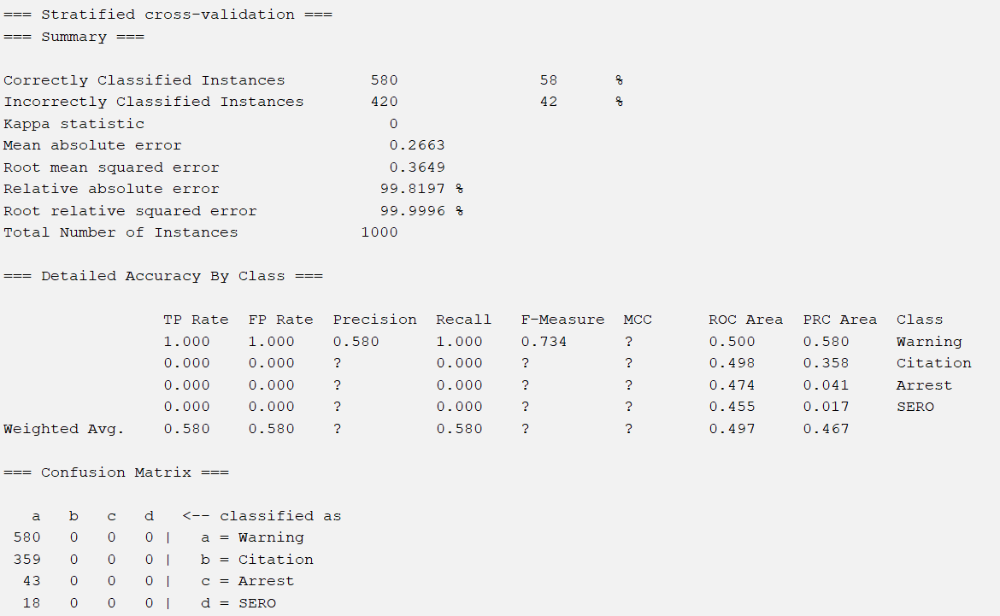 === Stratified cross-validation ===
=== Summary ===

Correctly Classified Instances         580               58      %
Incorrectly Classified Instances       420               42      %
Kappa statistic                          0
Mean absolute error                      0.2663
Root mean squared error                  0.3649
Relative absolute error                 99.8197 %
Root relative squared error             99.9996 %
Total Number of Instances             1000

=== Detailed Accuracy By Class ===

                 TP Rate  FP Rate  Precision  Recall   F-Measure  MCC      ROC Area  PRC Area  Class
                 1.000    1.000    0.580      1.000    0.734      ?        0.500     0.580     Warning
                 0.000    0.000    ?          0.000    ?          ?        0.498     0.358     Citation
                 0.000    0.000    ?          0.000    ?          ?        0.474     0.041     Arrest
                 0.000    0.000    ?          0.000    ?          ?        0.455     0.017     SERO
Weighted Avg.    0.580    0.580    ?          0.580    ?          ?        0.497     0.467

=== Confusion Matrix ===

   a   b   c   d   <-- classified as
 580   0   0   0 |   a = Warning
 359   0   0   0 |   b = Citation
  43   0   0   0 |   c = Arrest
  18   0   0   0 |   d = SERO